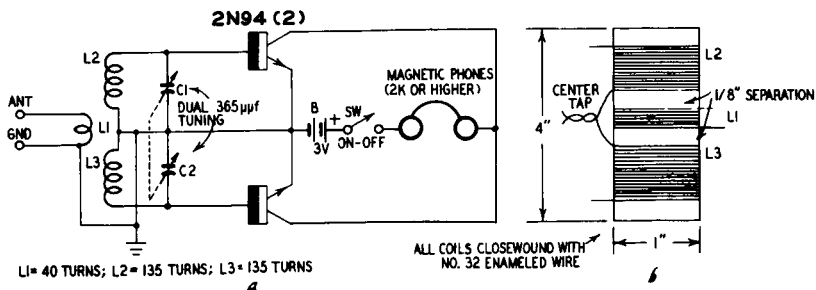 2N94 (2)
L2
C1
ANT
DUAL 365µµf
TUNING
L1
GND
L3
C2
B
+
SW
3V
ON-OFF
MAGNETIC PHONES
(2K OR HIGHER)
L1= 40 TURNS; L2 = 135 TURNS; L3 = 135 TURNS
a
L2
CENTER
TAP
1/8" SEPARATION
4"
L1
L3
1"
ALL COILS CLOSEWOUND WITH
NO. 32 ENAMELED WIRE
b